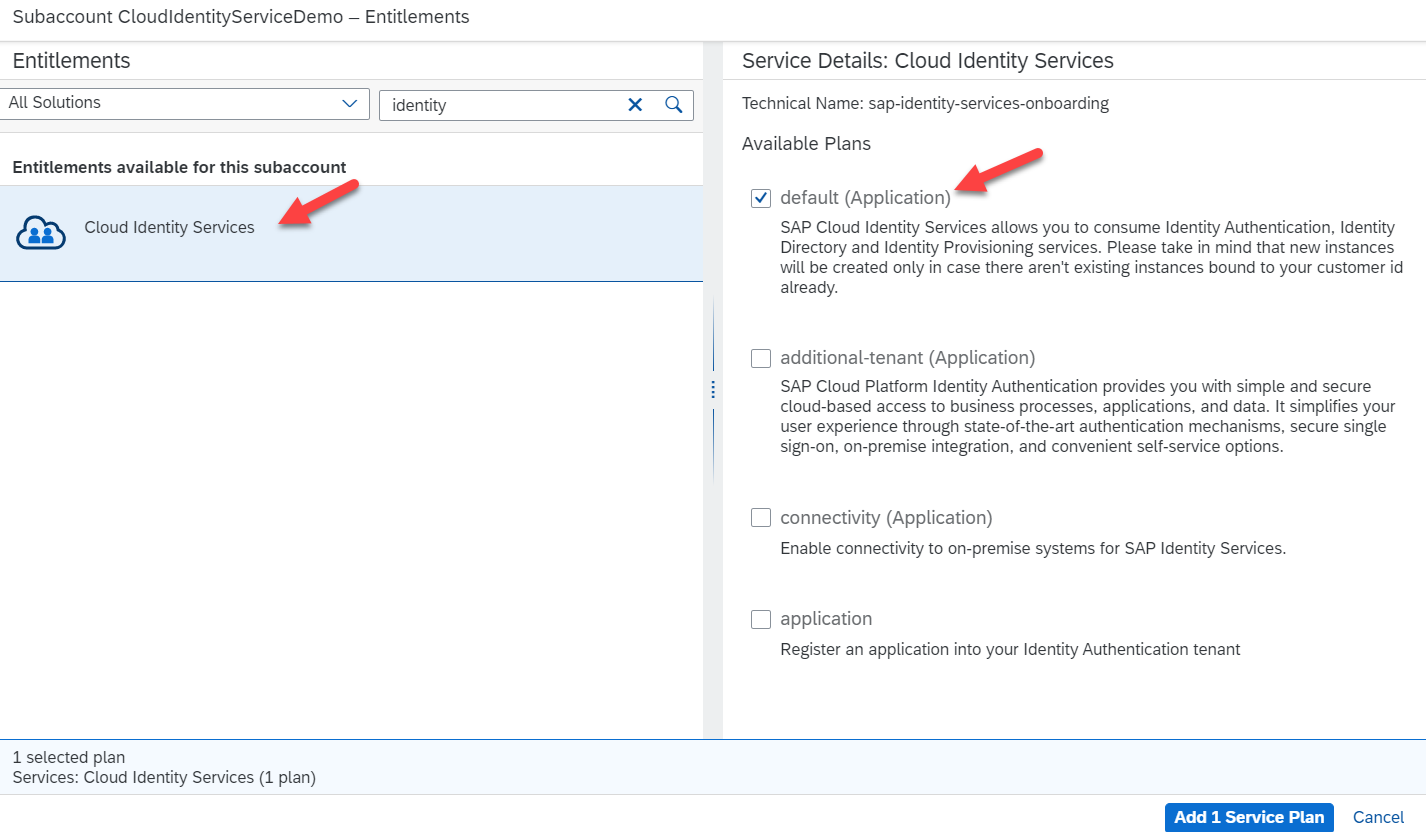 Subaccount CloudIdentityServiceDemo – Entitlements
Entitlements
All Solutions
identity
Entitlements available for this subaccount
Cloud Identity Services
Service Details: Cloud Identity Services
Technical Name: sap-identity-services-onboarding
Available Plans
default (Application)
SAP Cloud Identity Services allows you to consume Identity Authentication, Identity
Directory and Identity Provisioning services. Please take in mind that new instances
will be created only in case there aren't existing instances bound to your customer id
already.
additional-tenant (Application)
SAP Cloud Platform Identity Authentication provides you with simple and secure
cloud-based access to business processes, applications, and data. It simplifies your
user experience through state-of-the-art authentication mechanisms, secure single
sign-on, on-premise integration, and convenient self-service options.
connectivity (Application)
Enable connectivity to on-premise systems for SAP Identity Services.
application
Register an application into your Identity Authentication tenant
1 selected plan
Services: Cloud Identity Services (1 plan)
Add 1 Service Plan
Cancel